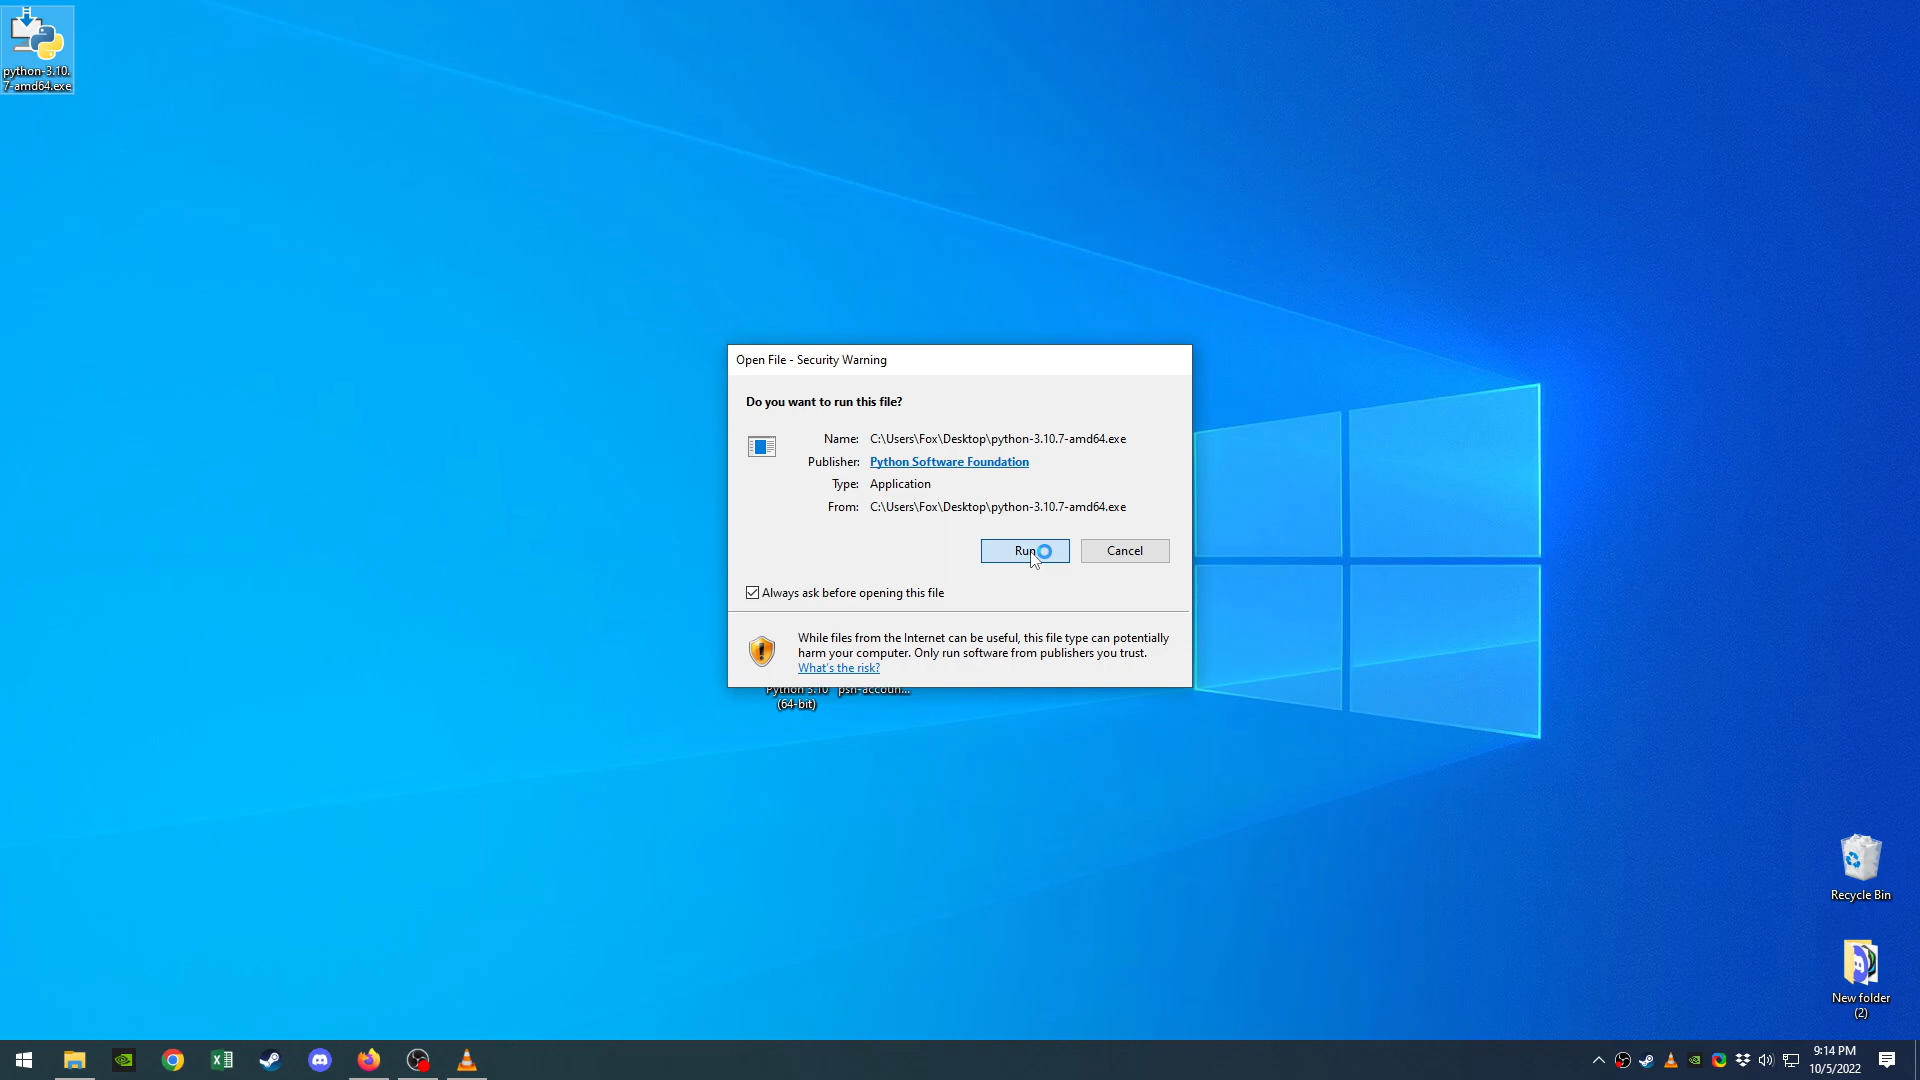 python-3.10.
7-amd64.exe
Open File - Security Warning
Do you want to run this file?
Name: C:\Users\Fox\Desktop\python-3.10.7-amd64.exe
Publisher: Python Software Foundation
Type: Application
From: C:\Users\Fox\Desktop\python-3.10.7-amd64.exe
Run Cancel
Always ask before opening this file
While files from the Internet can be useful, this file type can potentially
harm your computer. Only run software from publishers you trust.
What's the risk?
Python 3.10 psn-accoun...
(64-bit)
Recycle Bin
New folder
(2)
9:14 PM
10/5/2022